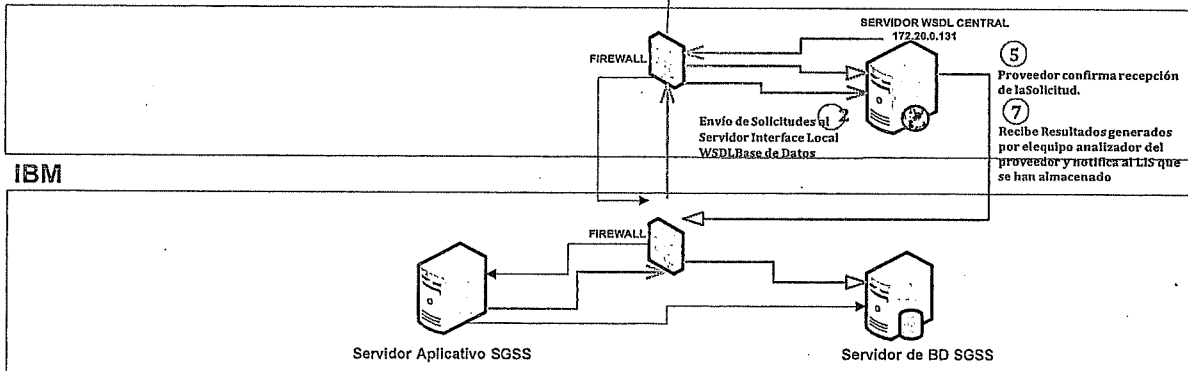 SERVIDOR WSDL CENTRAL
172.20.0.131
FIREWALL
5
Proveedor confirma recepción
de laSolicitud.
7
Recibe Resultados generados
por elequipo analizador del
proveedor y notifica al LIS que
se han almacenado
2
Envío de Solicitudes al
Servidor Interface Local
WSDLBase de Datos
IBM
FIREWALL
Servidor Aplicativo SGSS
Servidor de BD SGSS